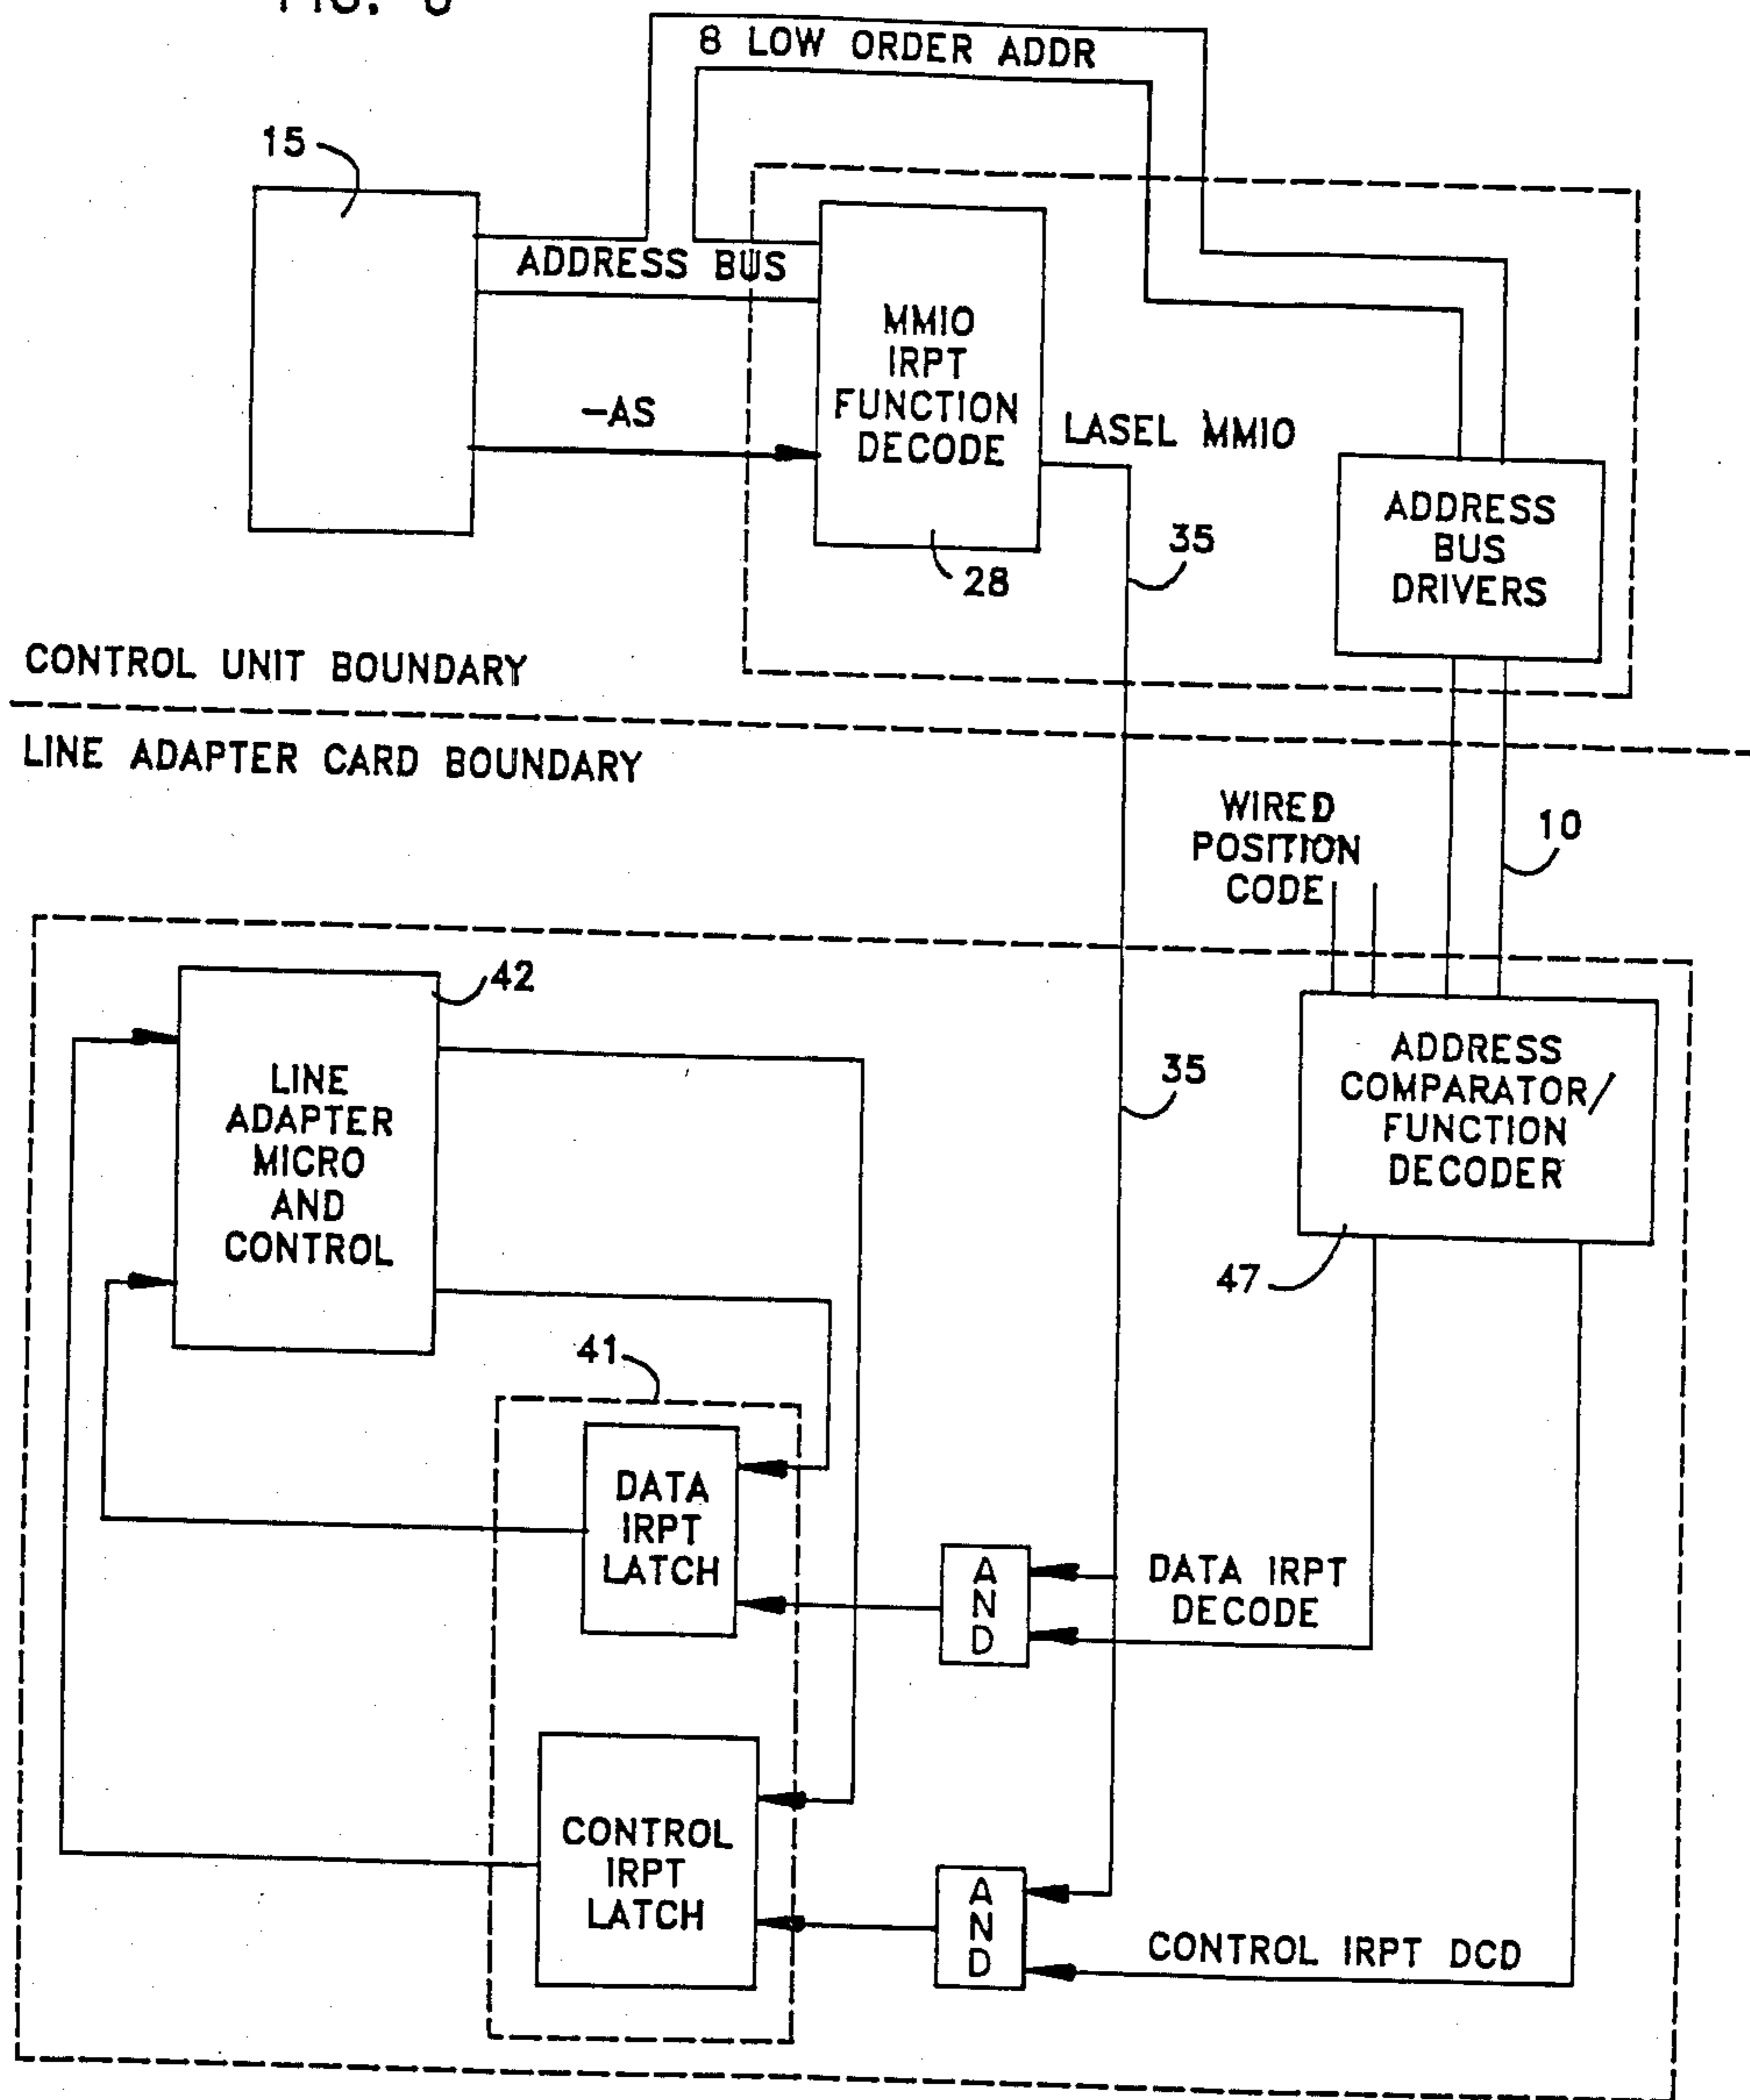 8 LOW ORDER ADDR
15
ADDRESS BUS
MMIO
IRPT
FUNCTION
DECODE
-AS
LASEL MMIO
ADDRESS
BUS
DRIVERS
35
28
CONTROL UNIT BOUNDARY
LINE ADAPTER CARD BOUNDARY
WIRED
POSITION
CODE
10
42
LINE
ADAPTER
MICRO
AND
CONTROL
35
ADDRESS
COMPARATOR/
FUNCTION
DECODER
47
41
DATA
IRPT
LATCH
A
N
D
DATA IRPT
DECODE
CONTROL
IRPT
LATCH
A
N
D
CONTROL IRPT DCD